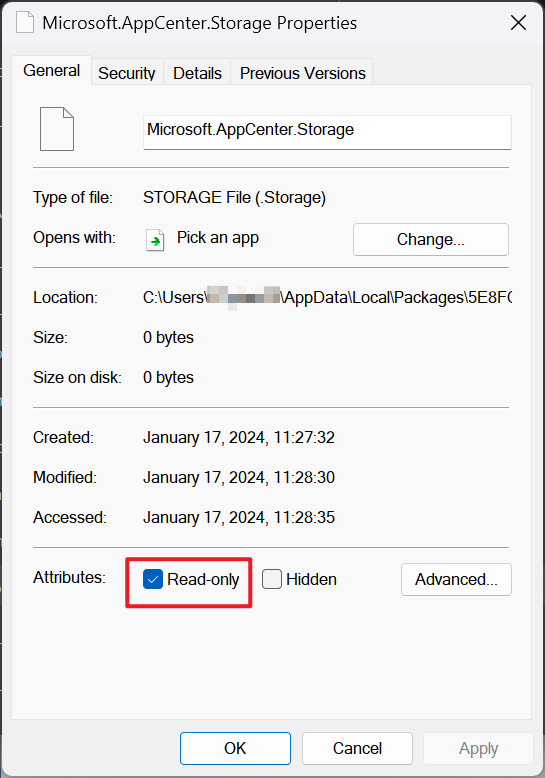 Microsoft.AppCenter.Storage Properties
General Security Details Previous Versions
Microsoft.AppCenter.Storage
Type of file: STORAGE File (.Storage)
Opens with: Pick an app Change...
Location: C:\Users\ \AppData\Local\Packages\5E8FC
Size: 0 bytes
Size on disk: 0 bytes
Created: January 17, 2024, 11:27:32
Modified: January 17, 2024, 11:28:30
Accessed: January 17, 2024, 11:28:35
Attributes: Read-only Hidden Advanced...
OK Cancel Apply